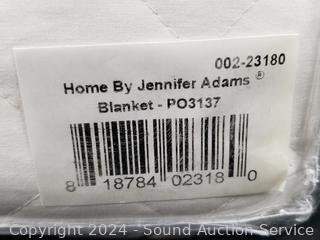 002-23180
Home By Jennifer Adams ®
Blanket - PO3137
8 18784 02318 0
Copyright 2024 - Sound Auction Service